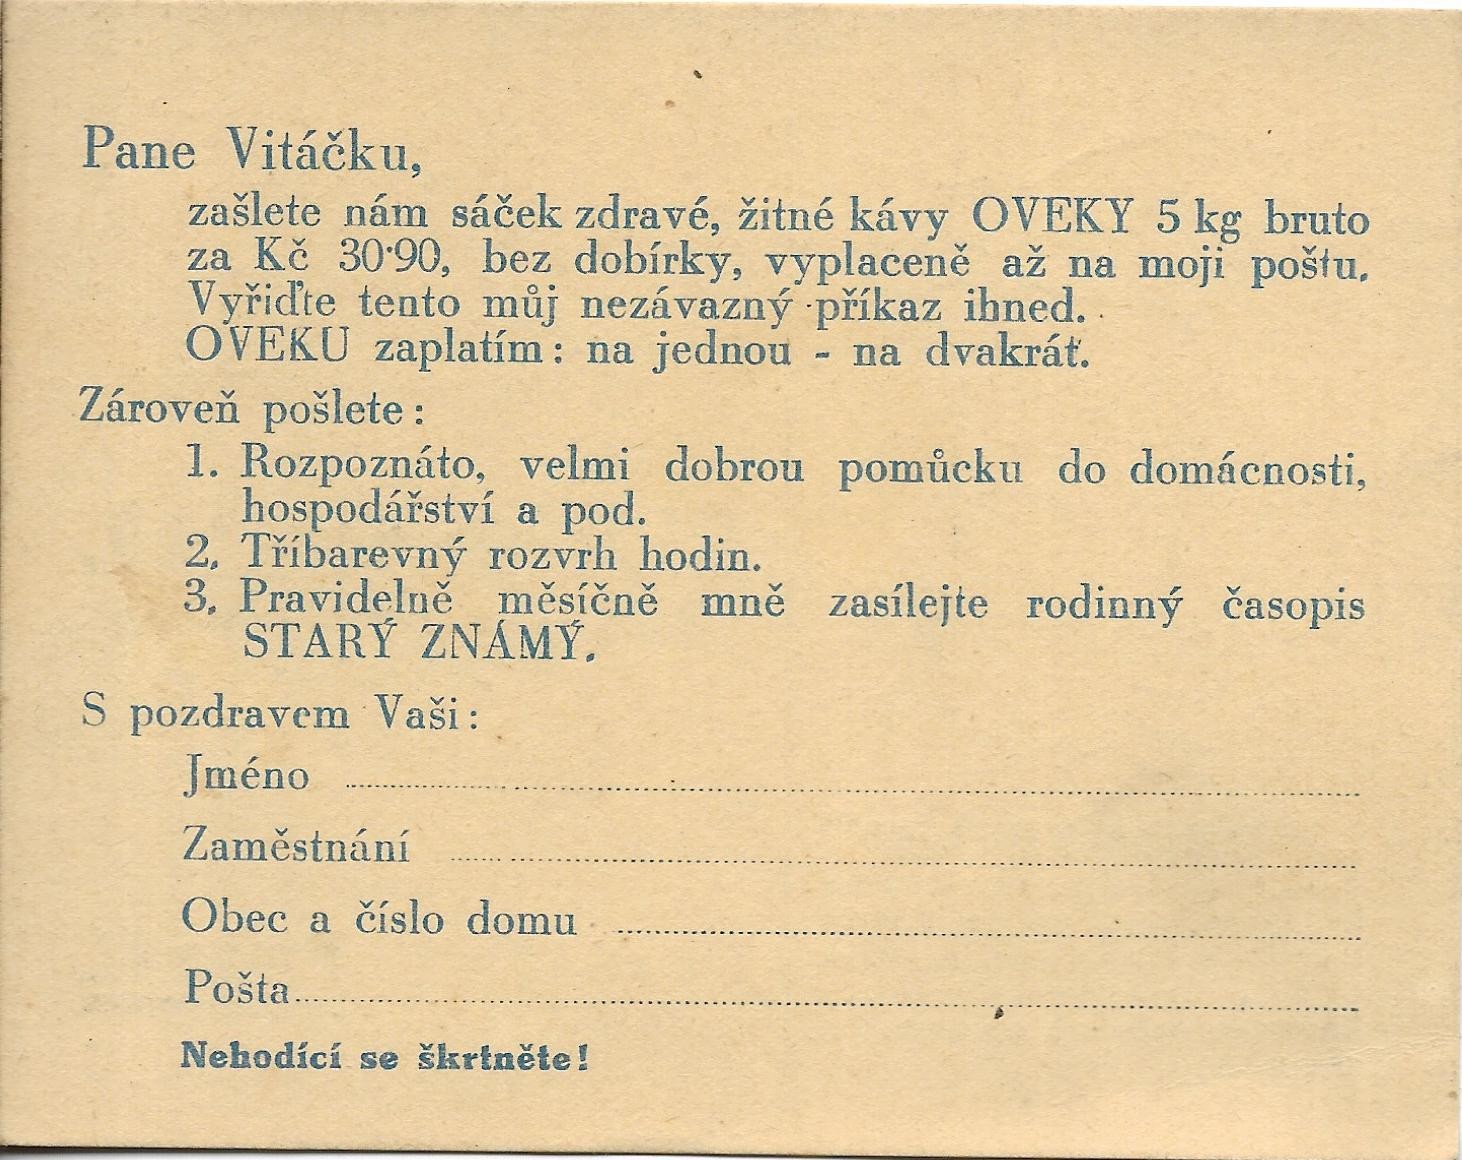 Pane Vitáčku,
zašlete nám sáček zdravé, žitné kávy OVEKY 5 kg bruto
za Kč 30·90, bez dobírky, vyplaceně až na moji poštu.
Vyřiďte tento můj nezávazný příkaz ihned.
OVEKU zaplatím: na jednou - na dvakráť.
Zároveň pošlete:
1. Rozpoznáto, velmi dobrou pomůcku do domácnosti,
hospodářství a pod.
2. Tříbarevný rozvrh hodin.
3. Pravidelně měsíčně mně zasílejte rodinný časopis
STARÝ ZNÁMÝ.
S pozdravem Vaši:
Jméno
Zaměstnání
Obec a číslo domu
Pošta
Nehodící se škrtněte!